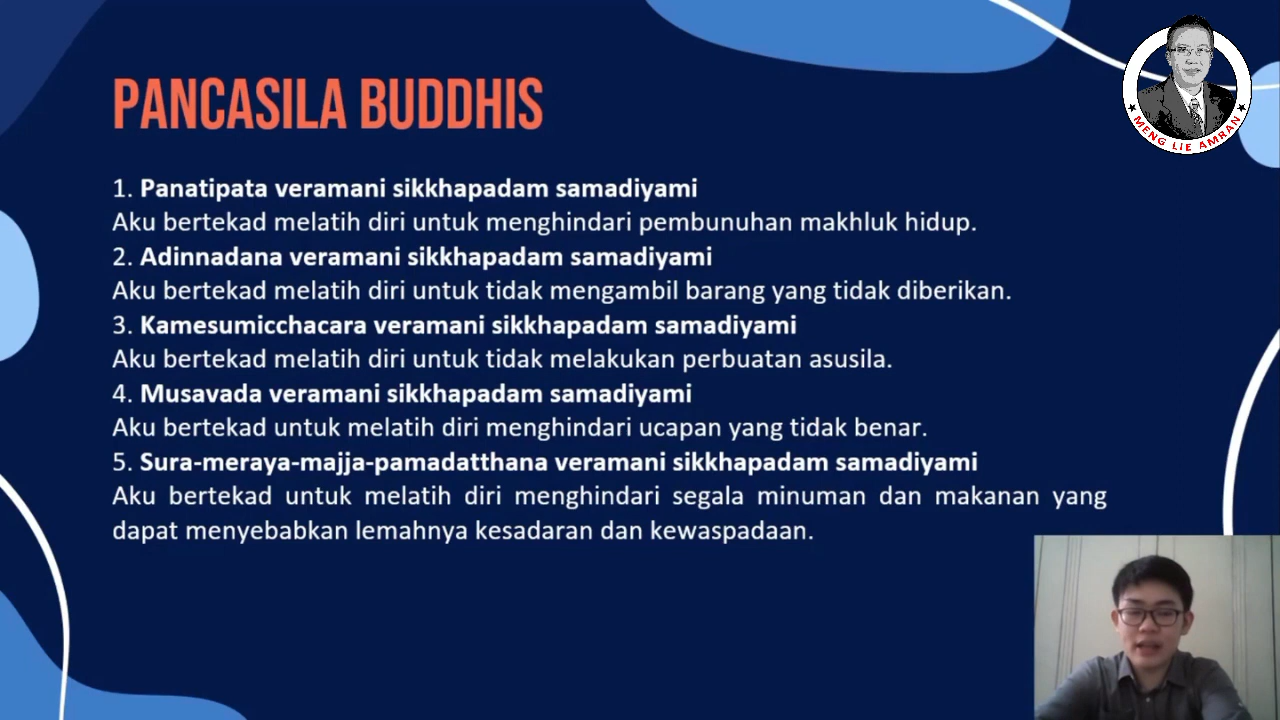 PANCASILA BUDDHIS
1. Panatipata veramani sikkhapadam samadiyami
Aku bertekad melatih diri untuk menghindari pembunuhan makhluk hidup.
2. Adinnadana veramani sikkhapadam samadiyami
Aku bertekad melatih diri untuk tidak mengambil barang yang tidak diberikan.
3. Kamesumicchacara veramani sikkhapadam samadiyami
Aku bertekad melatih diri untuk tidak melakukan perbuatan asusila.
4. Musavada veramani sikkhapadam samadiyami
Aku bertekad untuk melatih diri menghindari ucapan yang tidak benar.
5. Sura-meraya-majja-pamadatthana veramani sikkhapadam samadiyami
Aku bertekad untuk melatih diri menghindari segala minuman dan makanan yang
dapat menyebabkan lemahnya kesadaran dan kewaspadaan.
MENG LIE AMRAN